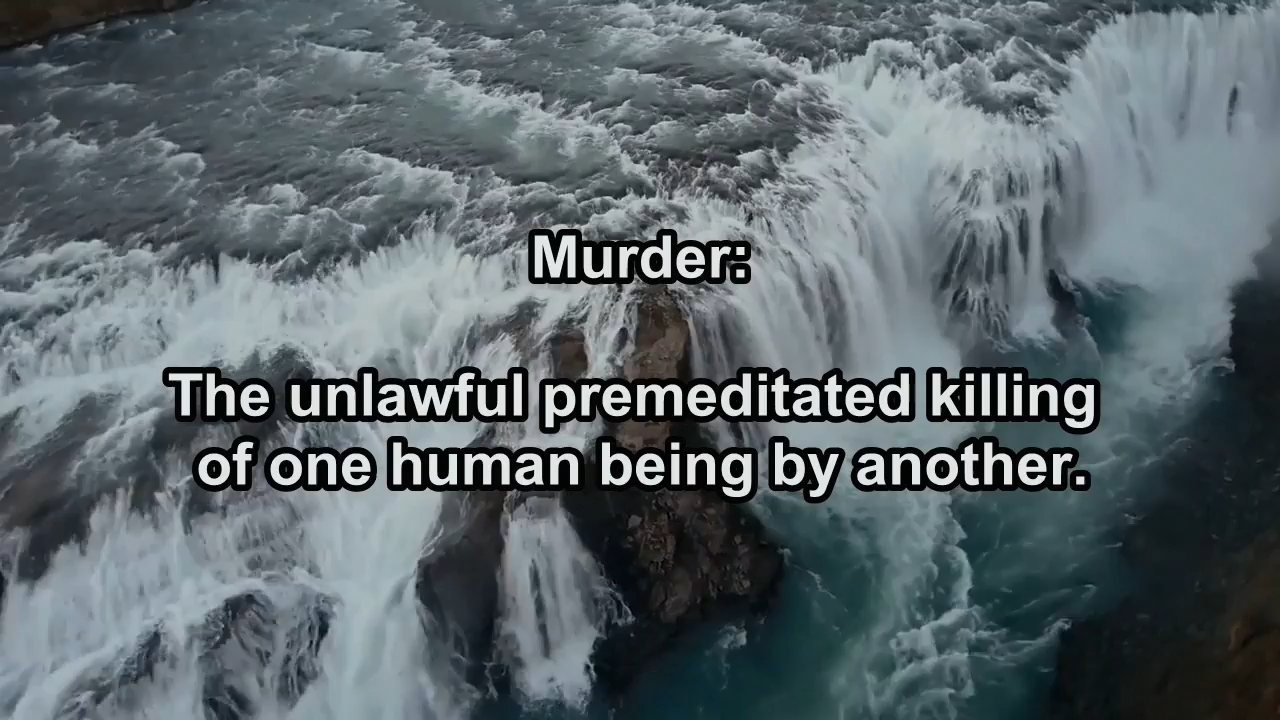 Murder:
The unlawful premeditated killing
of one human being by another.